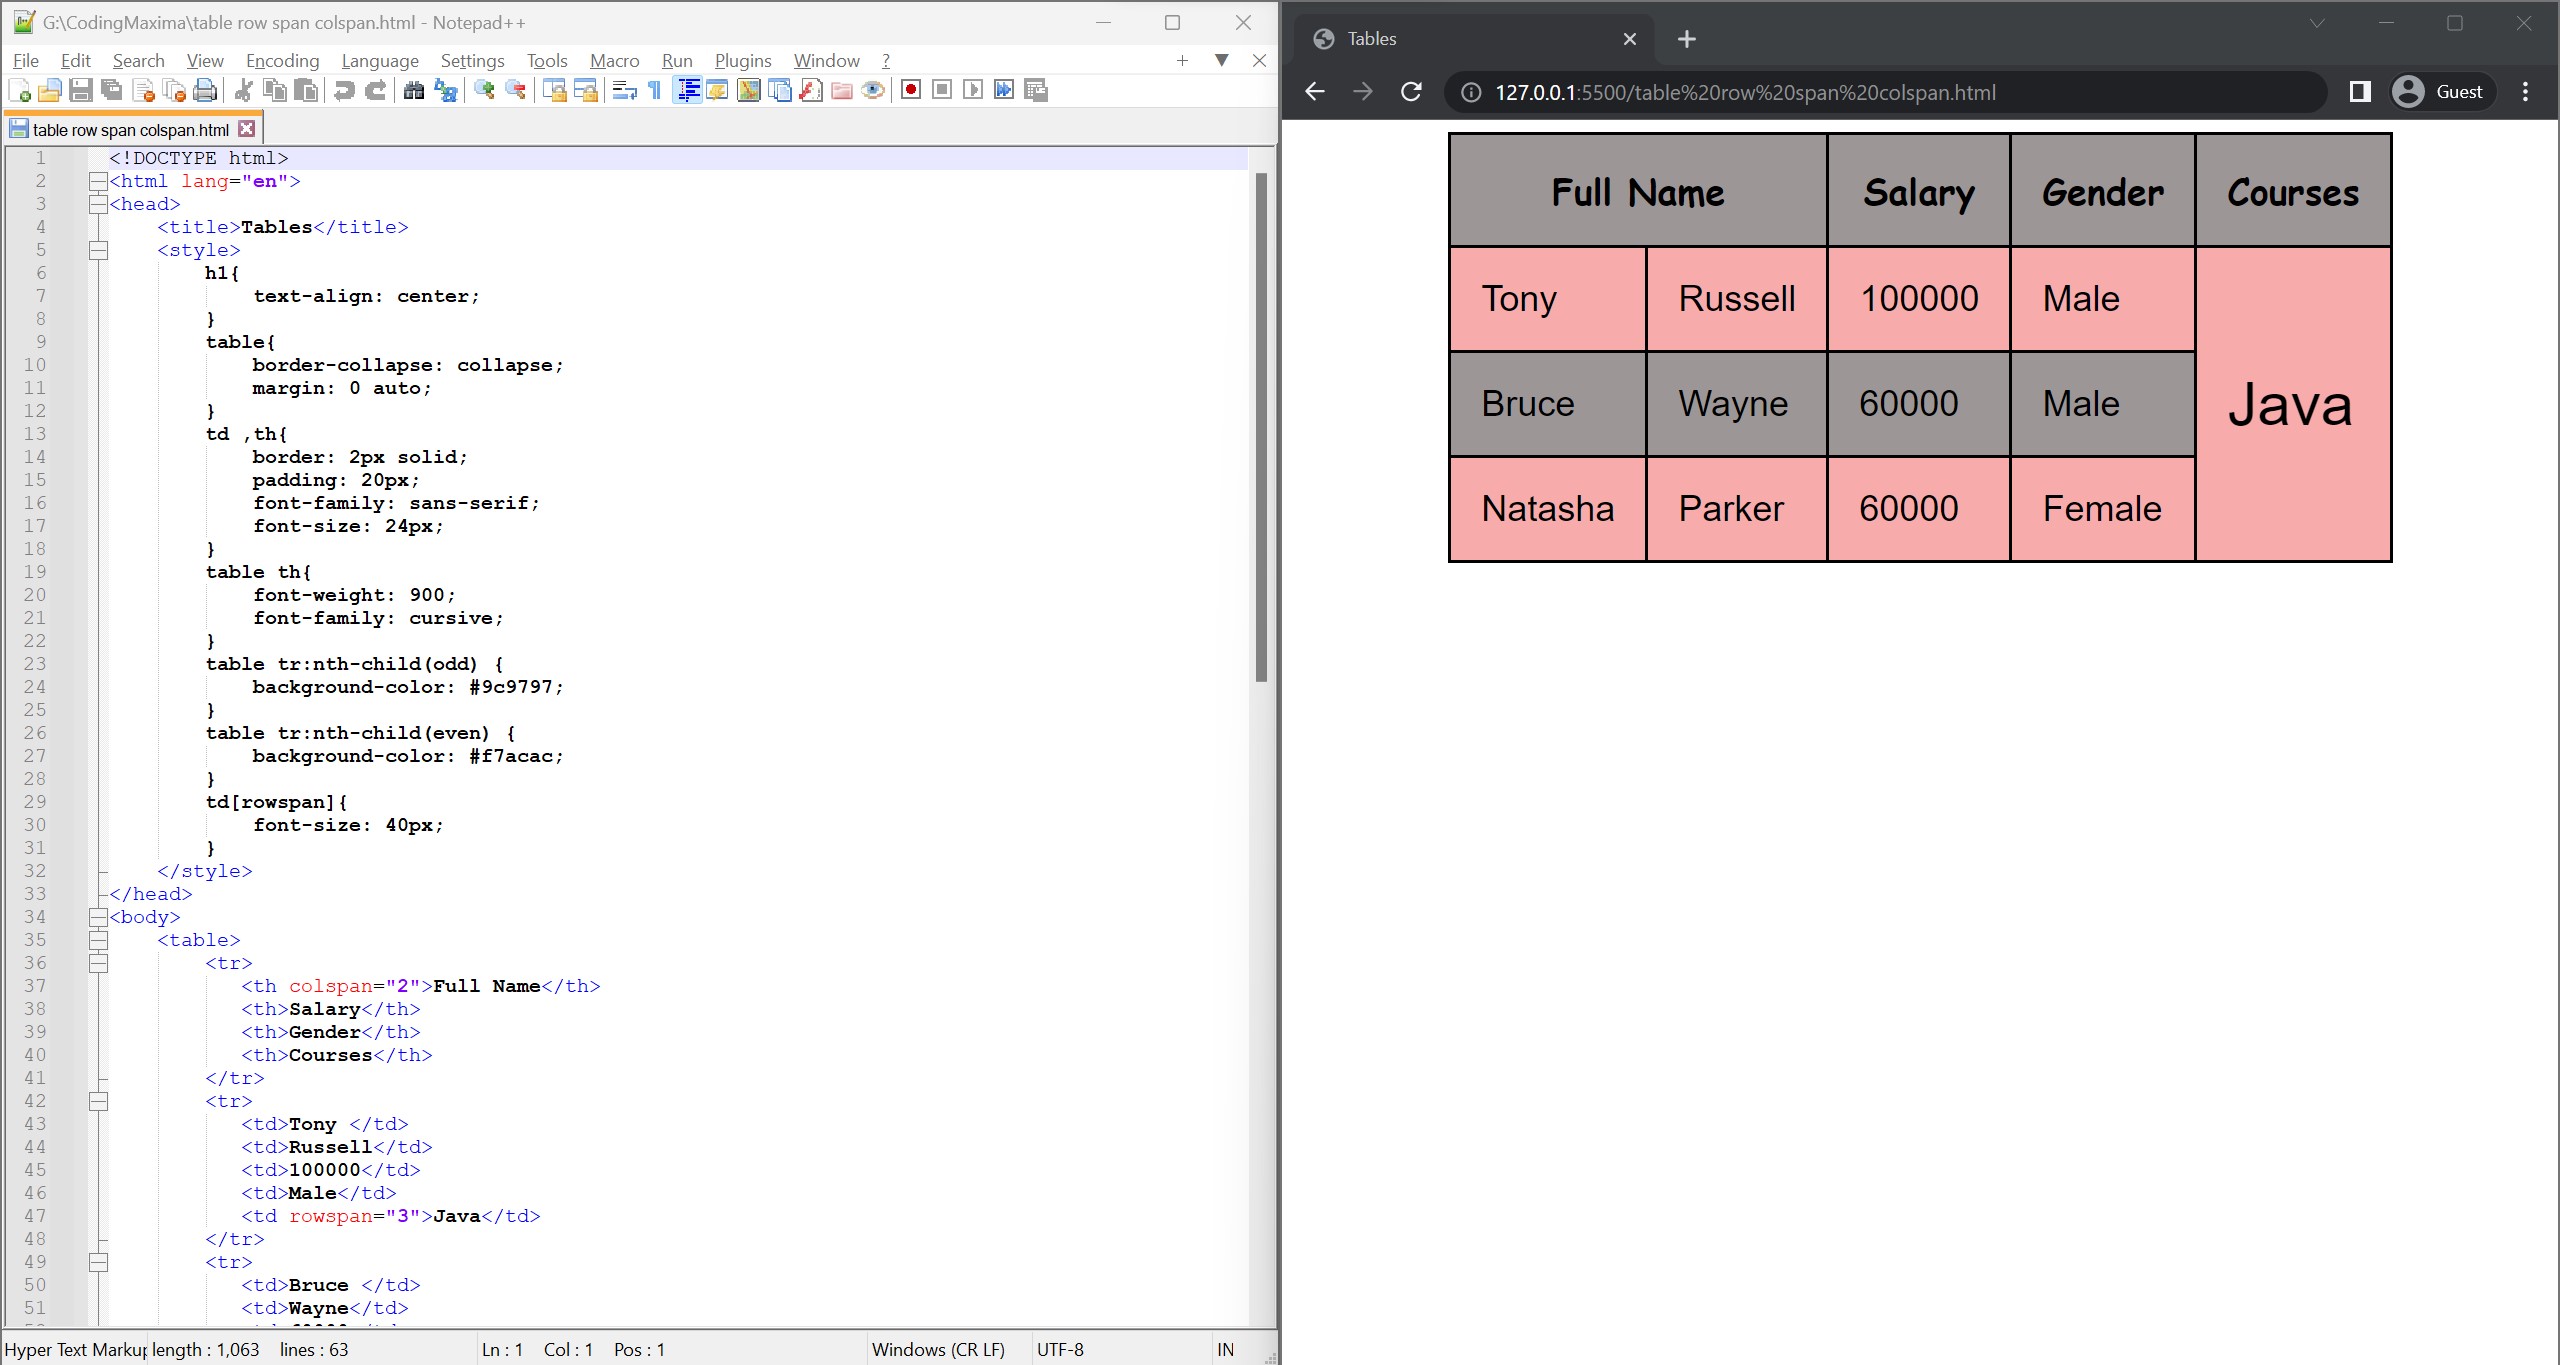 G:\CodingMaxima\table row span colspan.html - Notepad++
File Edit Search View Encoding Language Settings Tools Macro Run Plugins Window ?
table row span colspan.html
1 <!DOCTYPE html>
2 <html lang="en">
3 <head>
4 <title>Tables</title>
5 <style>
6 h1{
7 text-align: center;
8 }
9 table{
10 border-collapse: collapse;
11 margin: 0 auto;
12 }
13 td ,th{
14 border: 2px solid;
15 padding: 20px;
16 font-family: sans-serif;
17 font-size: 24px;
18 }
19 table th{
20 font-weight: 900;
21 font-family: cursive;
22 }
23 table tr:nth-child(odd) {
24 background-color: #9c9797;
25 }
26 table tr:nth-child(even) {
27 background-color: #f7acac;
28 }
29 td[rowspan]{
30 font-size: 40px;
31 }
32 </style>
33 </head>
34 <body>
35 <table>
36 <tr>
37 <th colspan="2">Full Name</th>
38 <th>Salary</th>
39 <th>Gender</th>
40 <th>Courses</th>
41 </tr>
42 <tr>
43 <td>Tony </td>
44 <td>Russell</td>
45 <td>100000</td>
46 <td>Male</td>
47 <td rowspan="3">Java</td>
48 </tr>
49 <tr>
50 <td>Bruce </td>
51 <td>Wayne</td>
Hyper Text Markup length : 1,063 lines : 63 Ln : 1 Col : 1 Pos : 1 Windows (CR LF) UTF-8 IN
Tables
127.0.0.1:5500/table%20row%20span%20colspan.html Guest
Full Name Salary Gender Courses
Tony Russell 100000 Male
Bruce Wayne 60000 Male Java
Natasha Parker 60000 Female